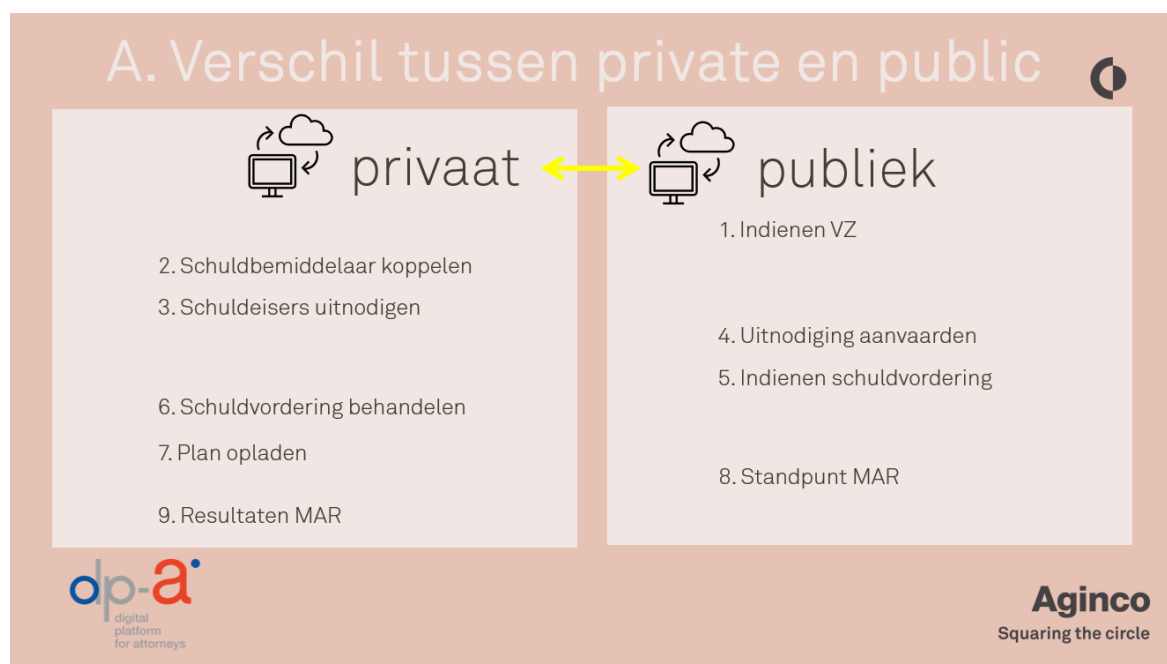 A. Verschil tussen private en public
privaat
2. Schuldbemiddelaar koppelen
3. Schuldeisers uitnodigen
6. Schuldvordering behandelen
7. Plan opladen
9. Resultaten MAR
publiek
1. Indienen VZ
4. Uitnodiging aanvaarden
5. Indienen schuldvordering
8. Standpunt MAR
dp-a
digital
platform
for attorneys
Aginco
Squaring the circle